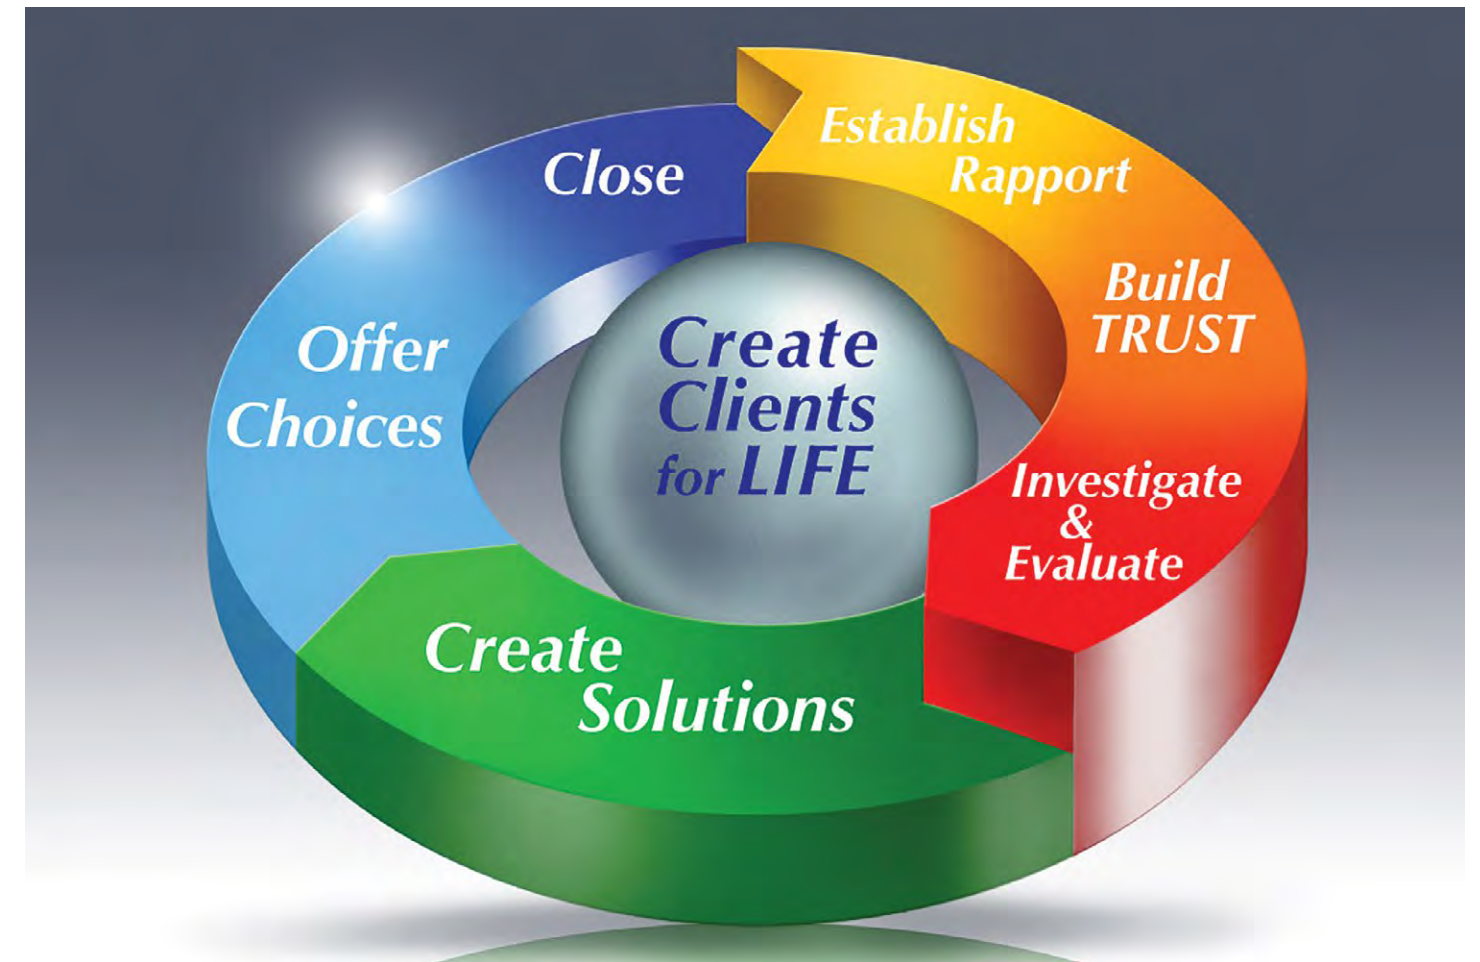 Establish
Rapport
Build
TRUST
Investigate
&
Evaluate
Create
Solutions
Offer
Choices
Close
Create
Clients
for LIFE